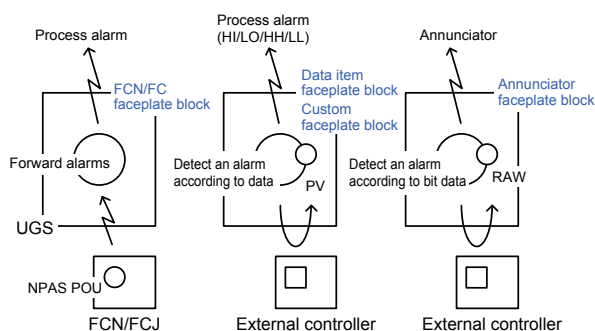 Process alarm
FCN/FC
faceplate block
Forward alarms
UGS
NPAS POU
FCN/FCJ
Process alarm
(HI/LO/HH/LL)
Data item
faceplate block
Custom
faceplate block
Detect an alarm
according to data
PV
External controller
Annunciator
Annunciator
faceplate block
Detect an alarm
according to bit data
RAW
External controller